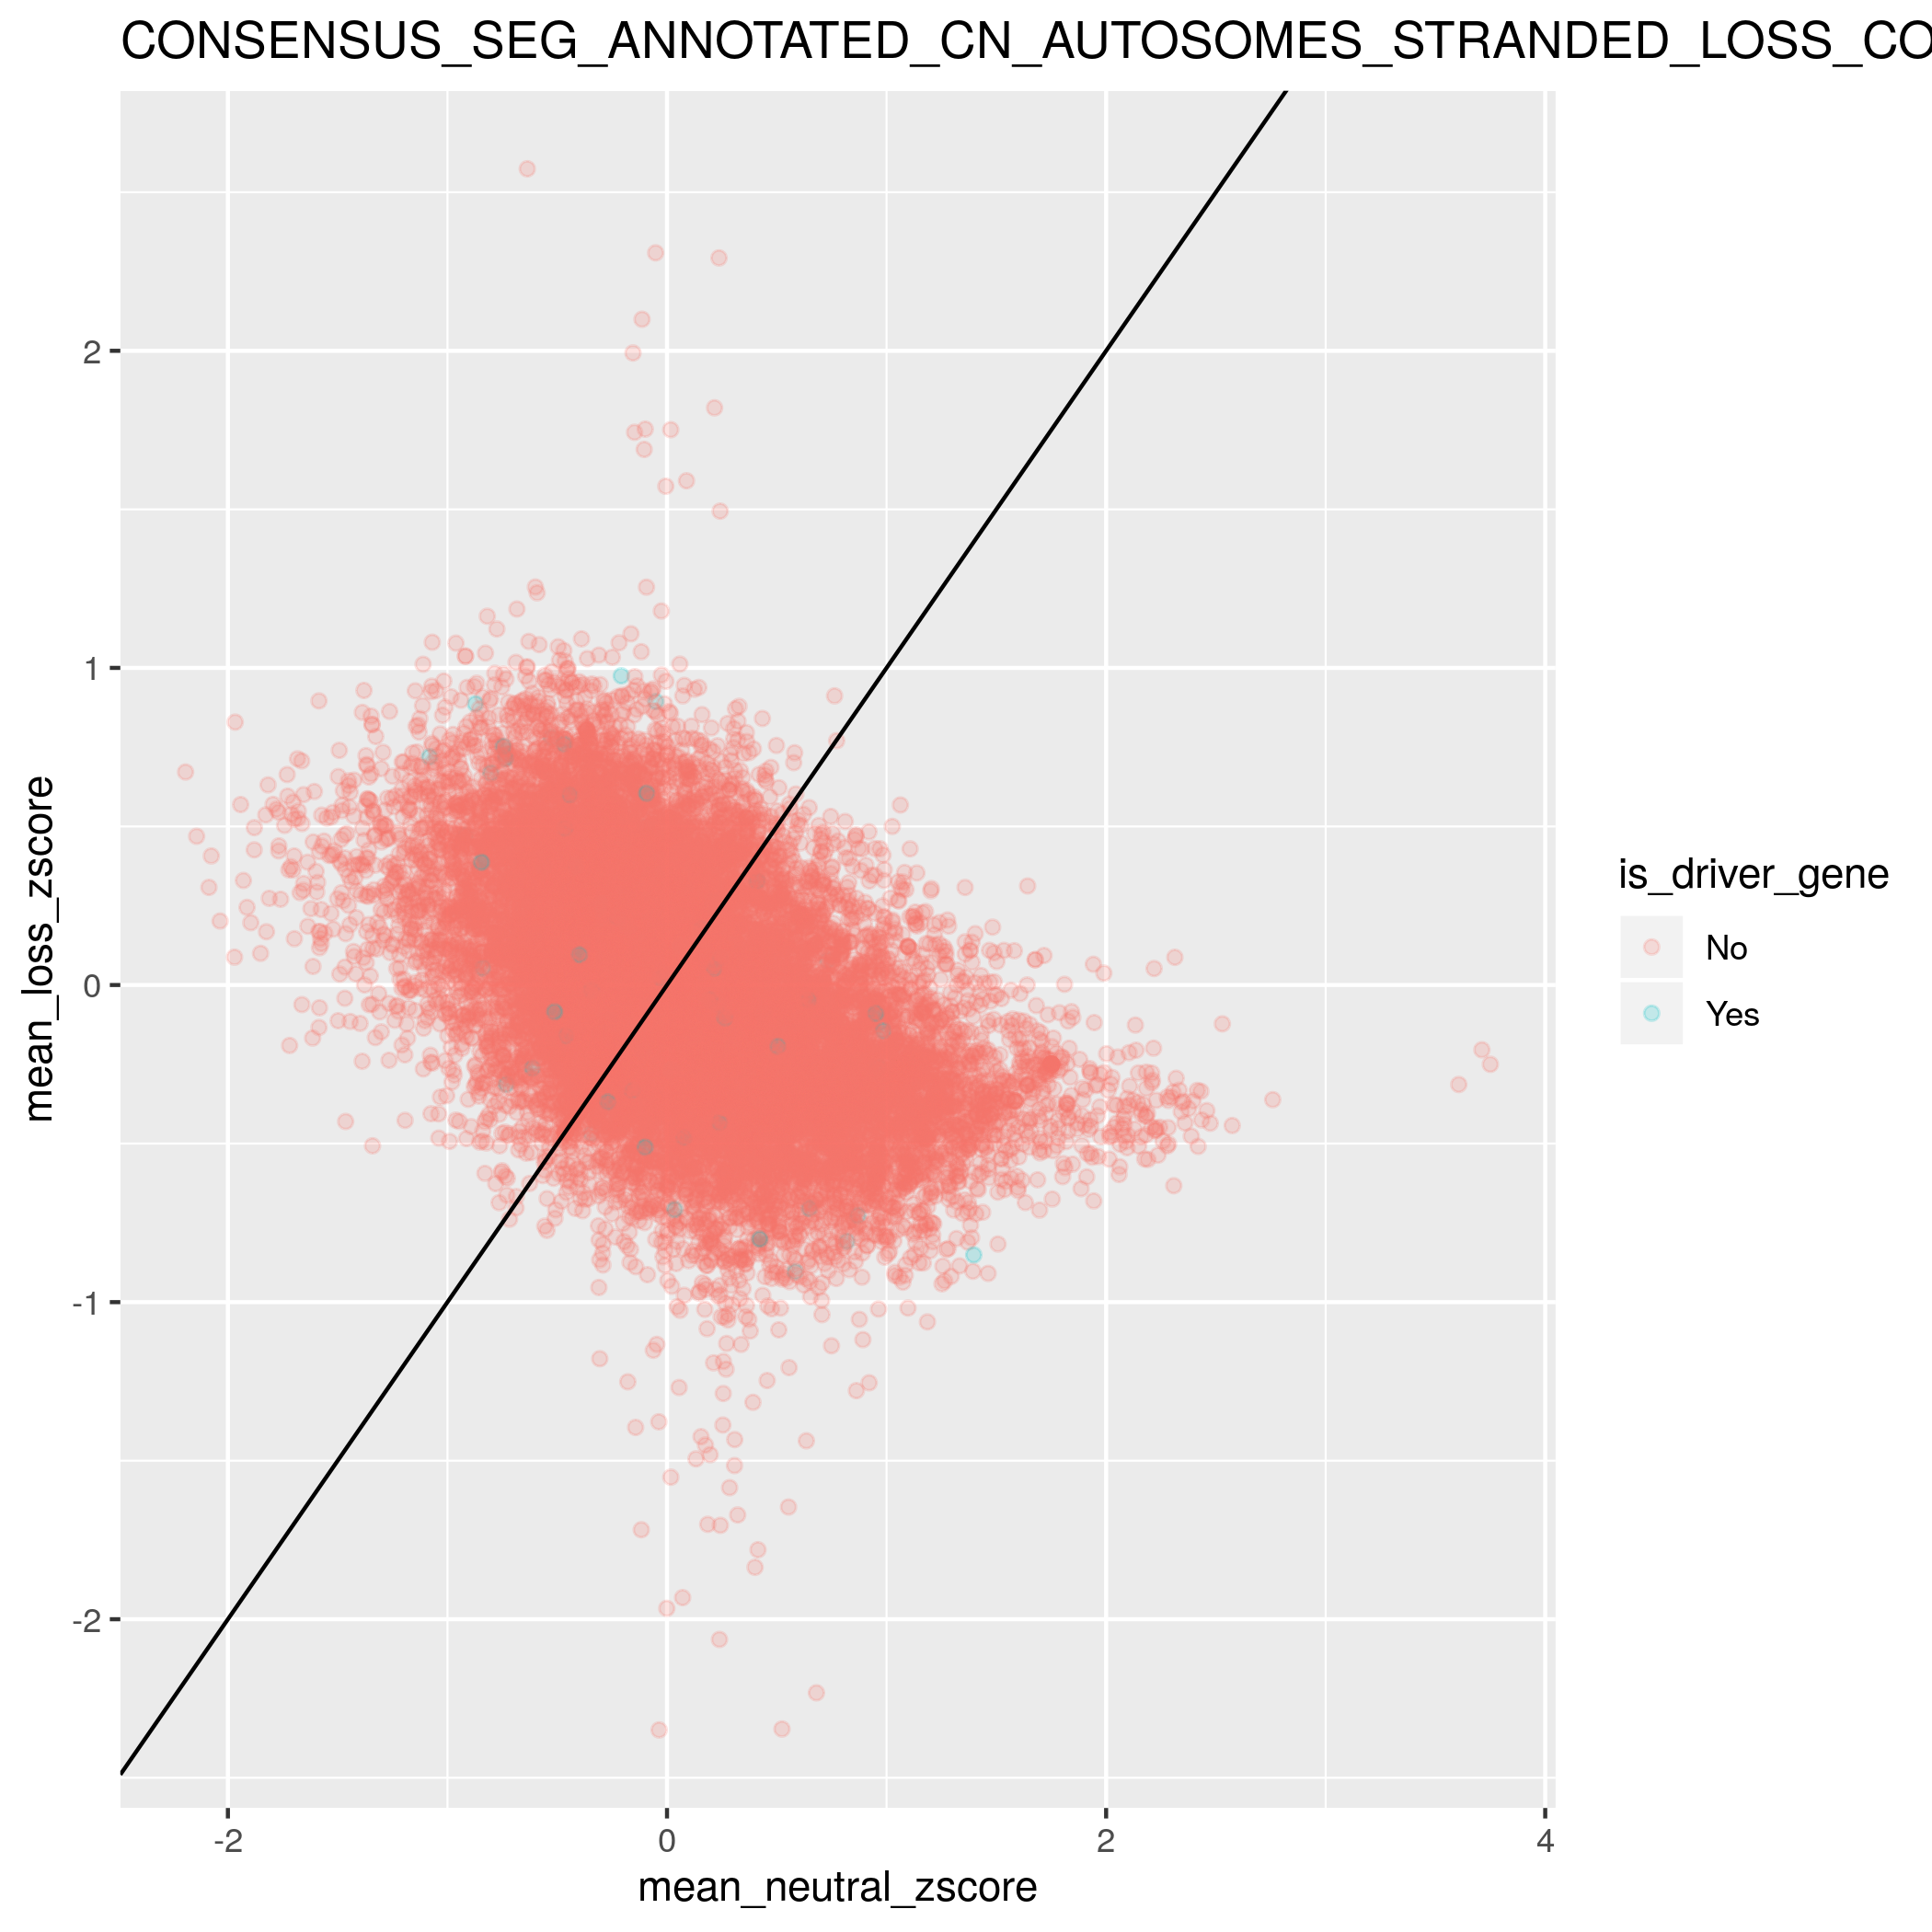 CONSENSUS_SEG_ANNOTATED_CN_AUTOSOMES_STRANDED_LOSS_CO
mean_loss_zscore
2
1
0
-1
-2
-2
0
2
4
mean_neutral_zscore
is_driver_gene
No
Yes